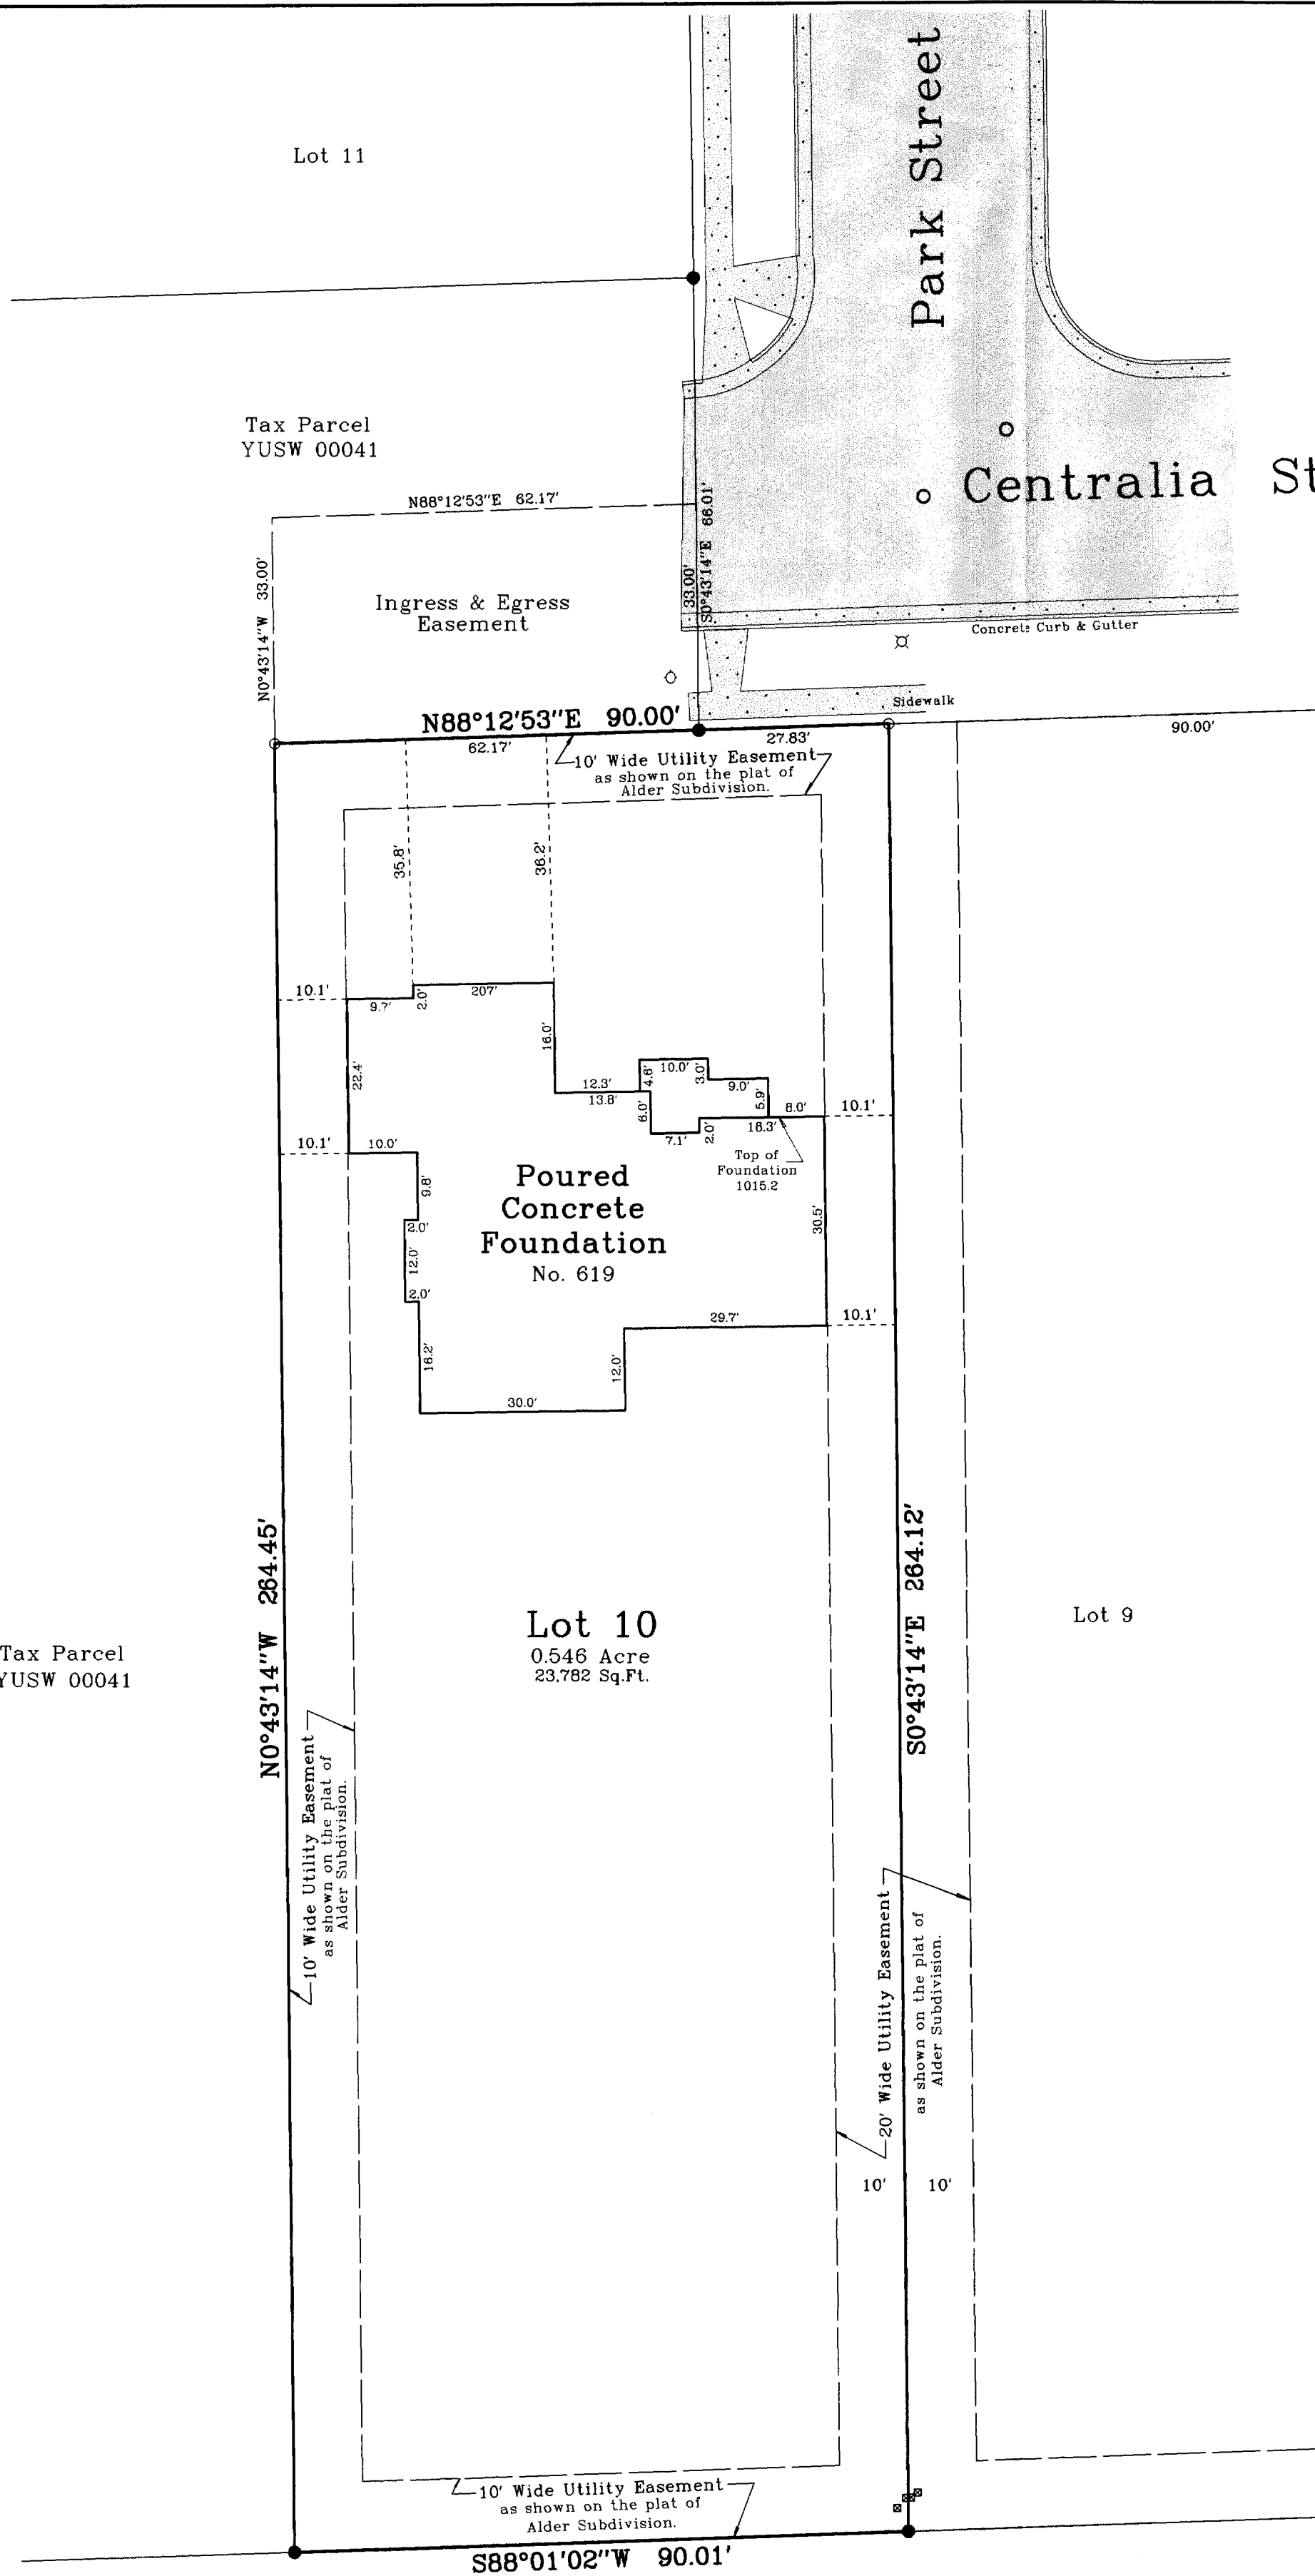 Park Street
Lot 11
Tax Parcel
YUSW 00041
Centralia St
N88°12'53"E 62.17'
N0°43'14"W 33.00'
33.00'
S0°43'14"E 66.01'
Ingress & Egress
Easement
Concrete Curb & Gutter
Sidewalk
N88°12'53"E 90.00'
62.17'
27.83'
90.00'
10' Wide Utility Easement
as shown on the plat of
Alder Subdivision.
35.8'
36.2'
10.1'
9.7'
2.0'
207'
16.0'
22.4'
12.3'
13.8'
4.6'
10.0'
3.0'
9.0'
5.9'
8.0'
10.1'
6.0'
7.1'
2.0'
18.3'
10.1'
10.0'
Top of
Foundation
1015.2
9.8'
Poured
Concrete
Foundation
No. 619
2.0'
12.0'
2.0'
30.5'
16.2'
12.0'
29.7'
10.1'
30.0'
N0°43'14"W 264.45'
S0°43'14"E 264.12'
Lot 10
0.546 Acre
23,782 Sq.Ft.
Lot 9
Tax Parcel
YUSW 00041
10' Wide Utility Easement
as shown on the plat of
Alder Subdivision.
20' Wide Utility Easement
as shown on the plat of
Alder Subdivision.
10' 10'
10' Wide Utility Easement
as shown on the plat of
Alder Subdivision.
S88°01'02"W 90.01'